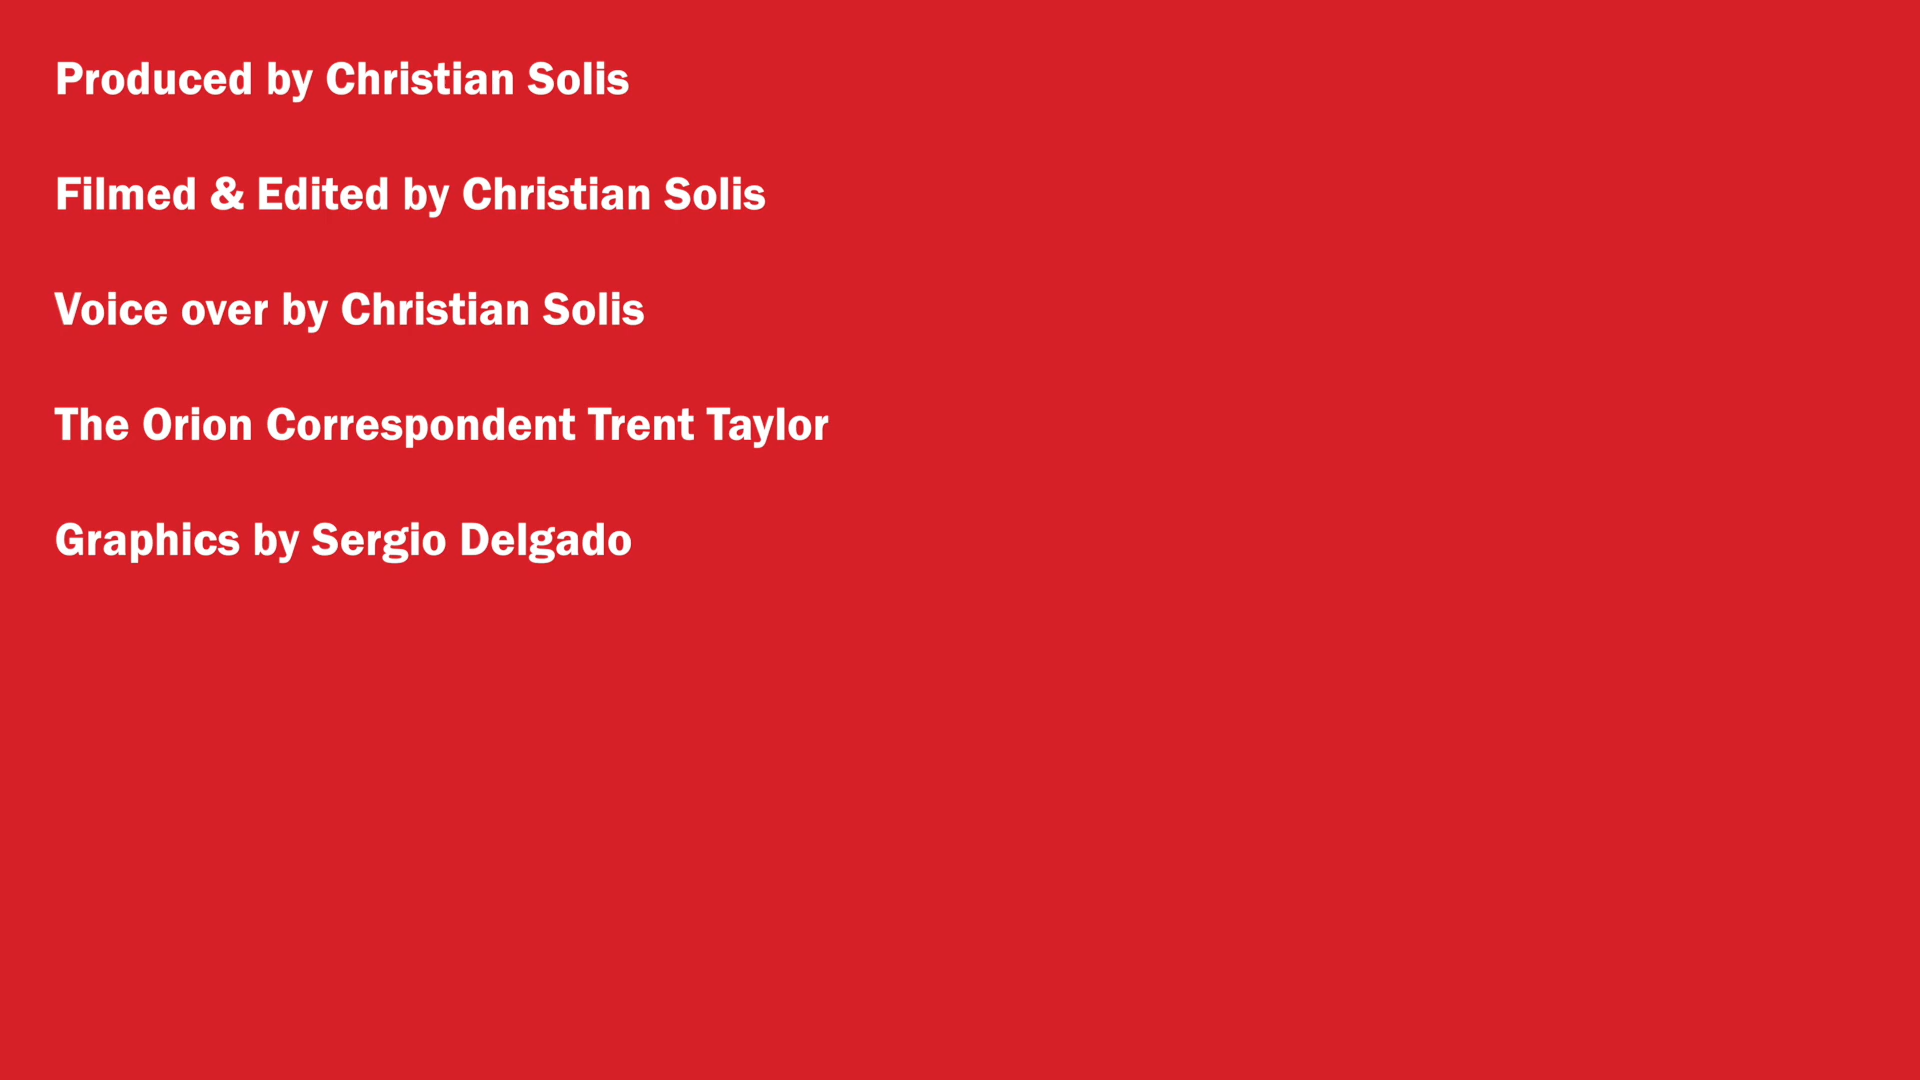 Produced by Christian Solis
Filmed & Edited by Christian Solis
Voice over by Christian Solis
The Orion Correspondent Trent Taylor
Graphics by Sergio Delgado